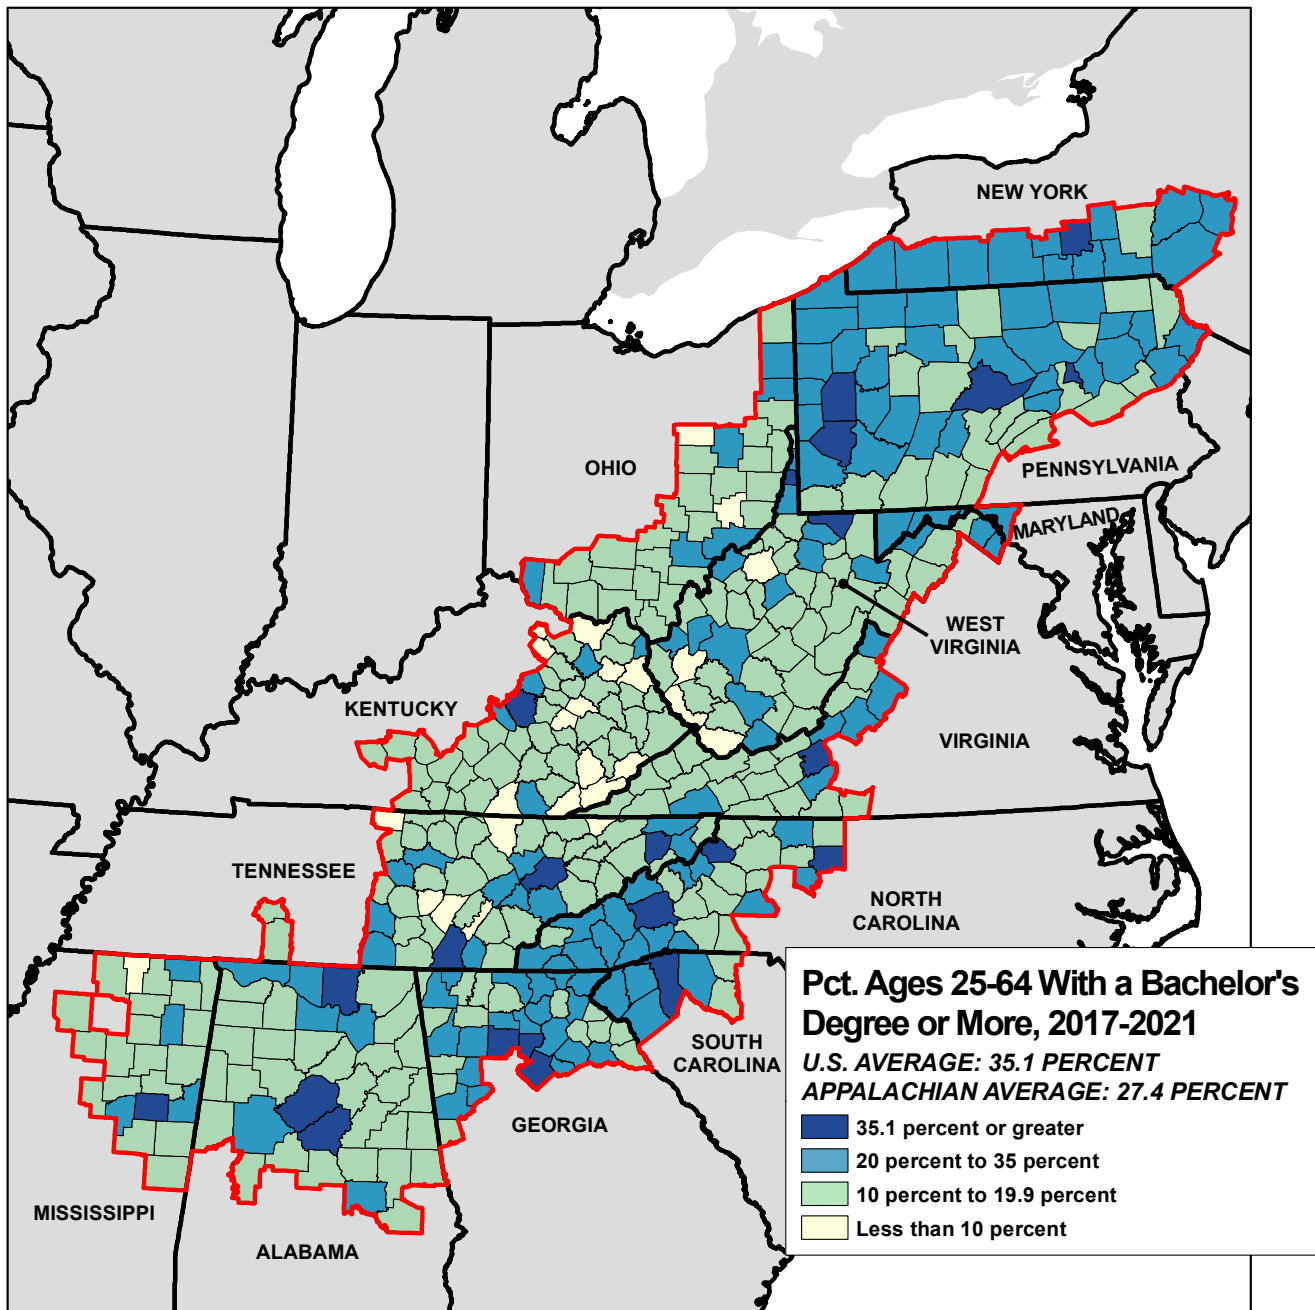 NEW YORK
OHIO
PENNSYLVANIA
MARYLAND
WEST
VIRGINIA
KENTUCKY
VIRGINIA
TENNESSEE
NORTH
CAROLINA
SOUTH
CAROLINA
GEORGIA
MISSISSIPPI
ALABAMA
Pct. Ages 25-64 With a Bachelor's
Degree or More, 2017-2021
U.S. AVERAGE: 35.1 PERCENT
APPALACHIAN AVERAGE: 27.4 PERCENT
35.1 percent or greater
20 percent to 35 percent
10 percent to 19.9 percent
Less than 10 percent